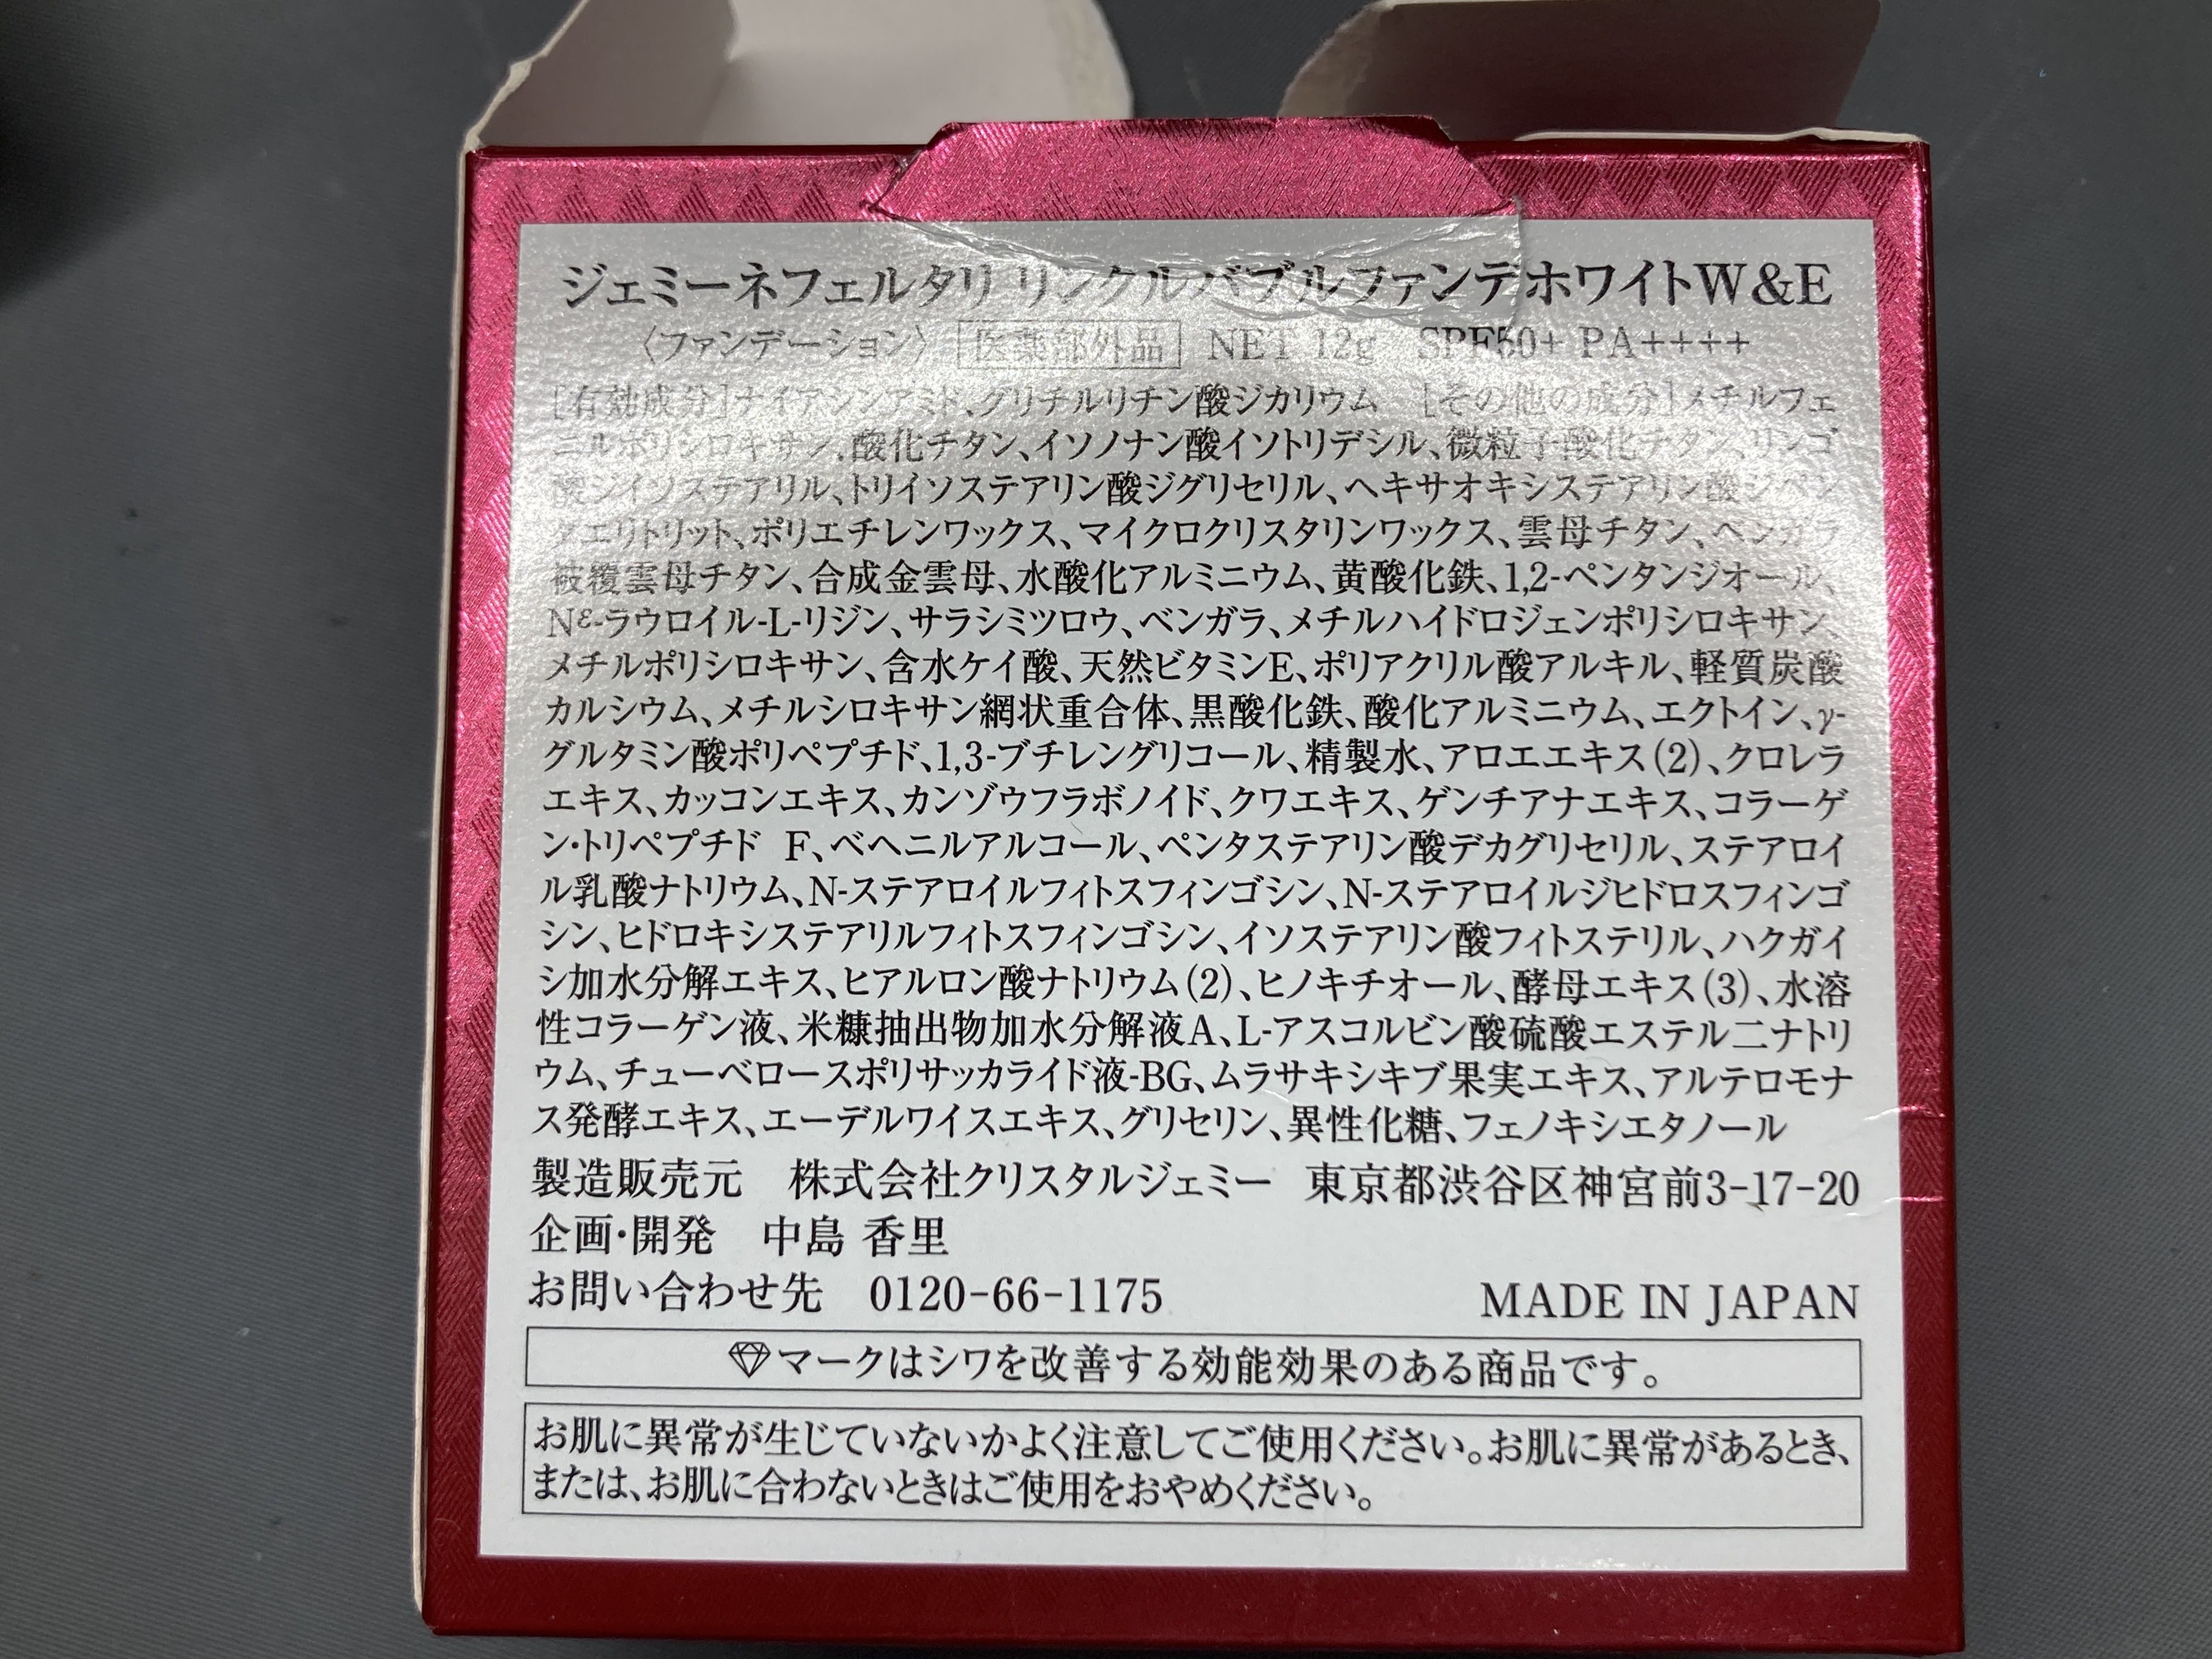 ジェミーネフェルタリ リンクルバブルファンデホワイトW&E
〈ファンデーション〉 医薬部外品 NET 12g SPF50+ PA++++
[有効成分]ナイアシンアミド、グリチルリチン酸ジカリウム [その他の成分]メチルフェ
ニルポリシロキサン、酸化チタン、イソノナン酸イソトリデシル、微粒子酸化チタン、リンゴ
酸ジイソステアリル、トリイソステアリン酸ジグリセリル、ヘキサオキシステアリン酸ジペン
タエリトリット、ポリエチレンワックス、マイクロクリスタリンワックス、雲母チタン、ベンガラ
被覆雲母チタン、合成金雲母、水酸化アルミニウム、黄酸化鉄、1,2-ペンタンジオール、
Nε-ラウロイル-L-リジン、サラシミツロウ、ベンガラ、メチルハイドロジェンポリシロキサン、
メチルポリシロキサン、含水ケイ酸、天然ビタミンE、ポリアクリル酸アルキル、軽質炭酸
カルシウム、メチルシロキサン網状重合体、黒酸化鉄、酸化アルミニウム、エクトイン、γ-
グルタミン酸ポリペプチド、1,3-ブチレングリコール、精製水、アロエエキス(2)、クロレラ
エキス、カッコンエキス、カンゾウフラボノイド、クワエキス、ゲンチアナエキス、コラーゲ
ン・トリペプチド F、ベヘニルアルコール、ペンタステアリン酸デカグリセリル、ステアロイ
ル乳酸ナトリウム、N-ステアロイルフィトスフィンゴシン、N-ステアロイルジヒドロスフィンゴ
シン、ヒドロキシステアリルフィトスフィンゴシン、イソステアリン酸フィトステリル、ハクガイ
シ加水分解エキス、ヒアルロン酸ナトリウム(2)、ヒノキチオール、酵母エキス(3)、水溶
性コラーゲン液、米糠抽出物加水分解液A、L-アスコルビン酸硫酸エステル二ナトリ
ウム、チューベロースポリサッカライド液-BG、ムラサキシキブ果実エキス、アルテロモナ
ス発酵エキス、エーデルワイスエキス、グリセリン、異性化糖、フェノキシエタノール
製造販売元 株式会社クリスタルジェミー 東京都渋谷区神宮前3-17-20
企画・開発 中島 香里
お問い合わせ先 0120-66-1175 MADE IN JAPAN
マークはシワを改善する効能効果のある商品です。
お肌に異常が生じていないかよく注意してご使用ください。お肌に異常があるとき、
または、お肌に合わないときはご使用をおやめください。